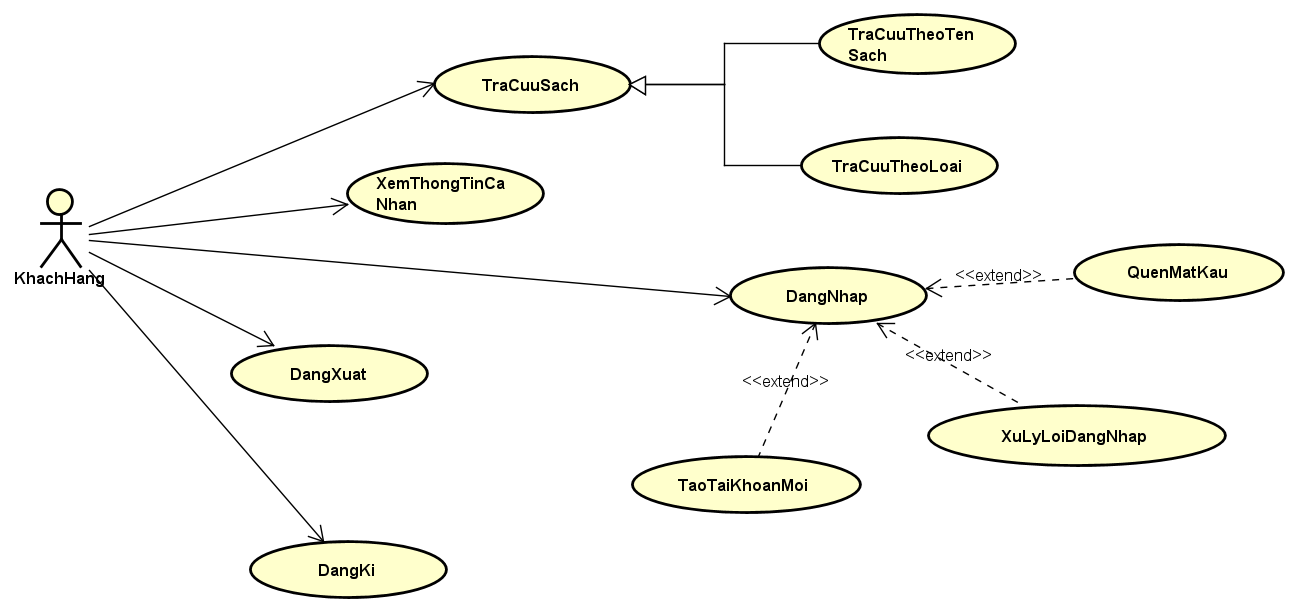 TraCuuTheoTen
Sach
TraCuuSach
TraCuuTheoLoai
XemThongTinCa
Nhan
KhachHang
<<extend>>
QuenMatKau
DangNhap
<<extend>>
DangXuat
<<extend>>
XuLyLoiDangNhap
TaoTaiKhoanMoi
DangKi